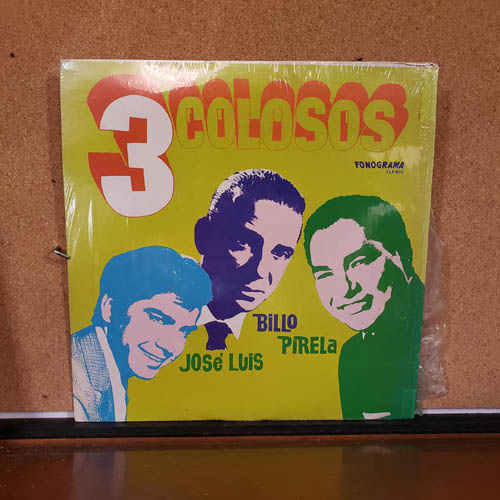 3 COLOSOS
FONOGRAMA
BILLO
PIRELA
JOSÉ LUIS